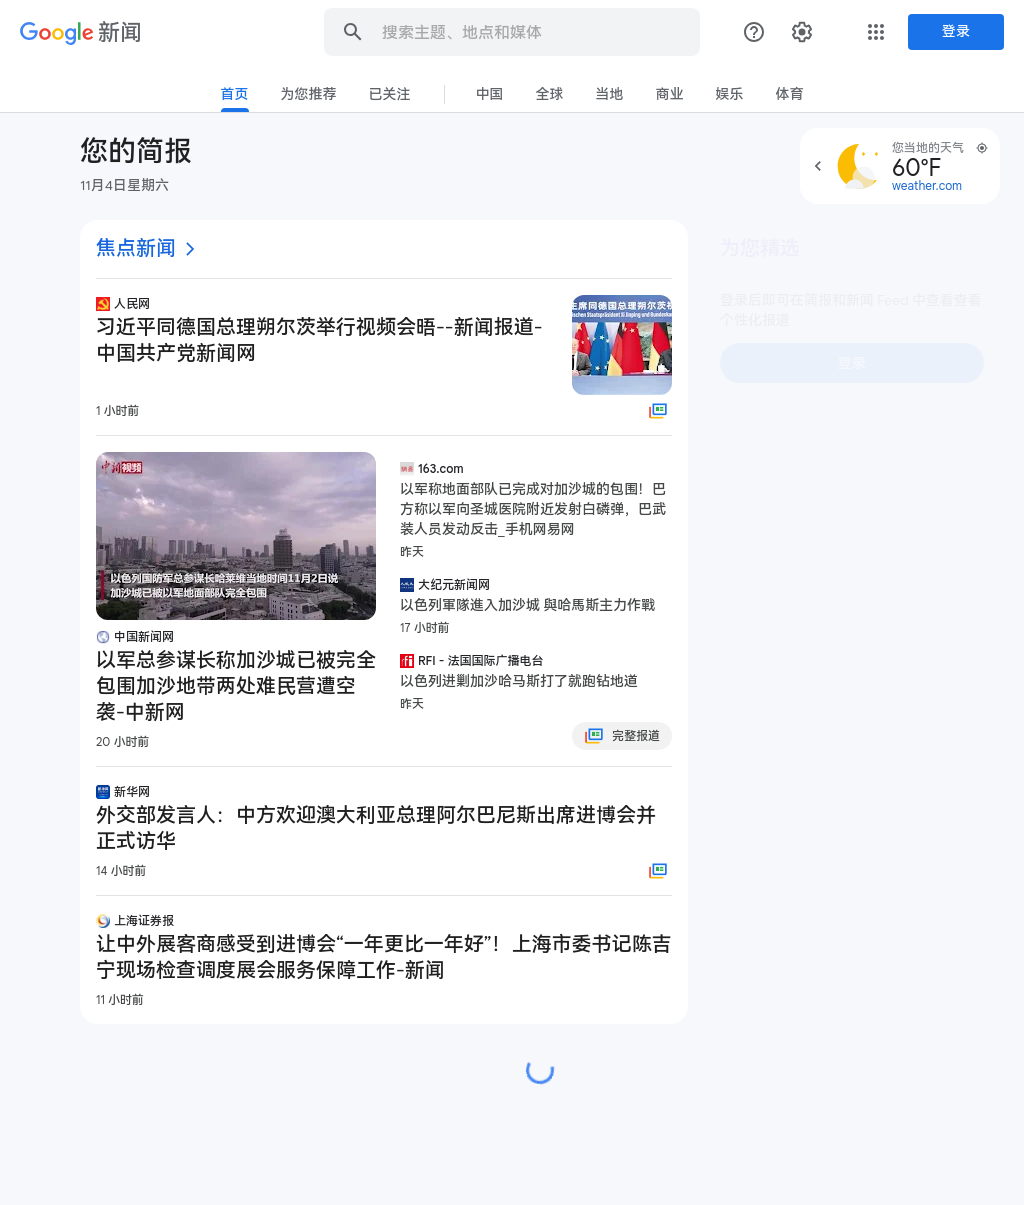 Google 新闻
搜索主题、地点和媒体
登录
首页
为您推荐
已关注
中国
全球
当地
商业
娱乐
体育
您的简报
11月4日星期六
您当地的天气
60°F
weather.com
焦点新闻
人民网
习近平同德国总理朔尔茨举行视频会晤--新闻报道-
中国共产党新闻网
1 小时前
中国新闻网
以色列国防军总参谋长哈莱维当地时间11月2日说
加沙城已被以军地面部队完全包围
以军总参谋长称加沙城已被完全
包围加沙地带两处难民营遭空
袭-中新网
20 小时前
163.com
以军称地面部队已完成对加沙城的包围！巴
方称以军向圣城医院附近发射白磷弹，巴武
装人员发动反击_手机网易网
昨天
大纪元新闻网
以色列軍隊進入加沙城 與哈馬斯主力作戰
17 小时前
RFI - 法国国际广播电台
以色列进剿加沙哈马斯打了就跑钻地道
昨天
完整报道
新华网
外交部发言人：中方欢迎澳大利亚总理阿尔巴尼斯出席进博会并
正式访华
14 小时前
上海证券报
让中外展客商感受到进博会“一年更比一年好”！上海市委书记陈吉
宁现场检查调度展会服务保障工作-新闻
11 小时前
为您精选
登录后即可在简报和新闻 Feed 中查看查看
个性化报道
登录